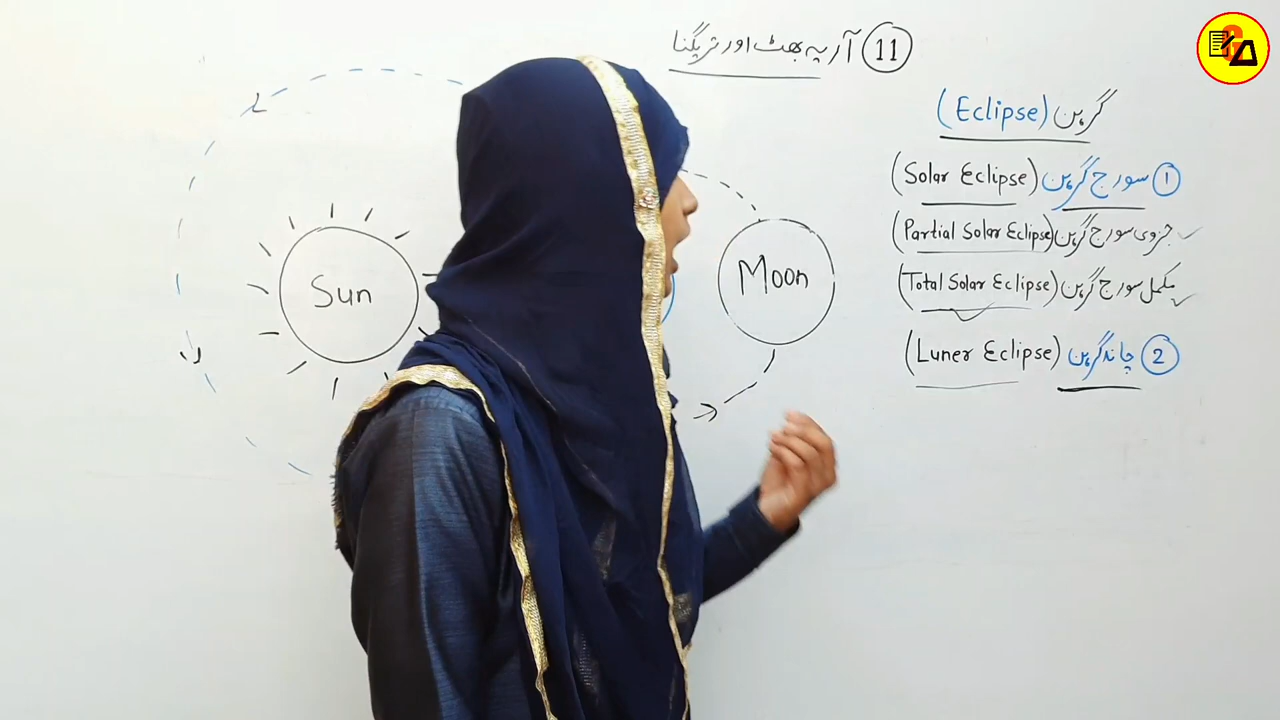 11 آریہ بھٹ اور تریگنا
گرہن (Eclipse)
1 سورج گرہن (Solar Eclipse)
جزوی سورج گرہن (Partial Solar Eclipse)
مکمل سورج گرہن (Total Solar Eclipse)
2 چاند گرہن (Luner Eclipse)
Sun
Moon